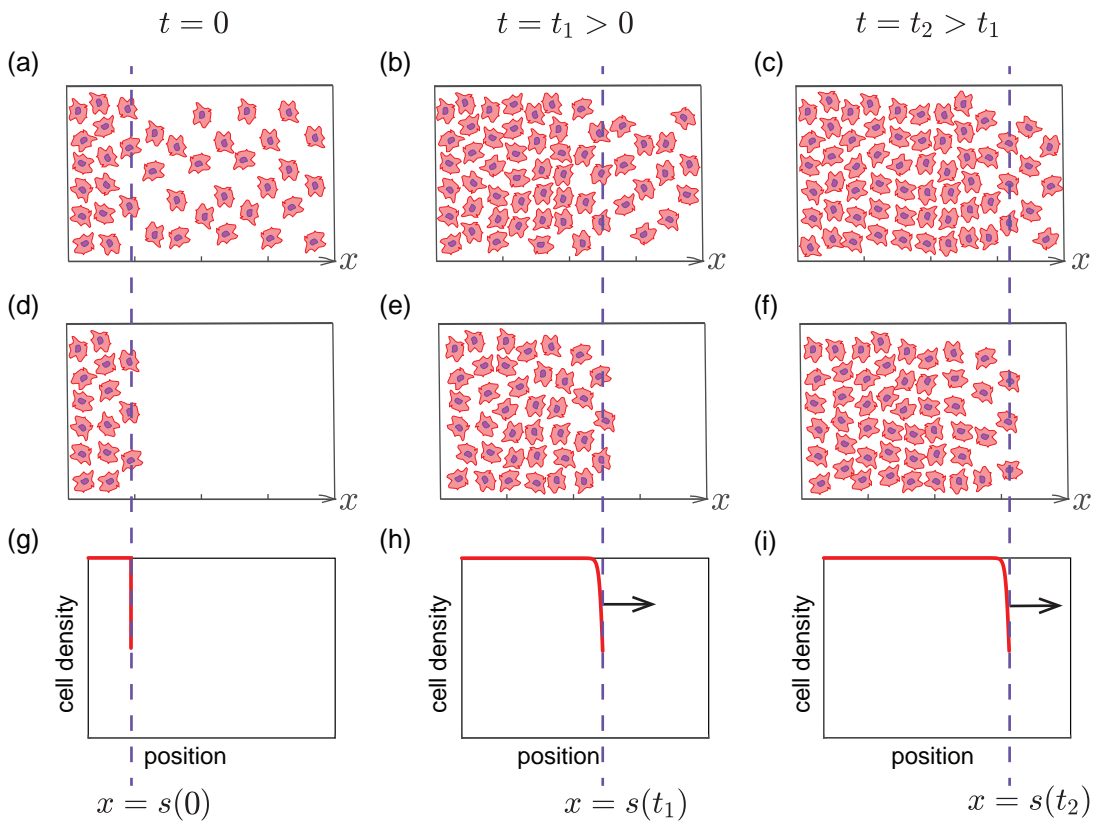 t = 0
t = t₁ > 0
t = t₂ > t₁
(a)
(b)
(c)
x
x
x
(d)
(e)
(f)
x
x
x
(g)
(h)
(i)
cell density
cell density
cell density
position
position
position
x = s(0)
x = s(t₁)
x = s(t₂)